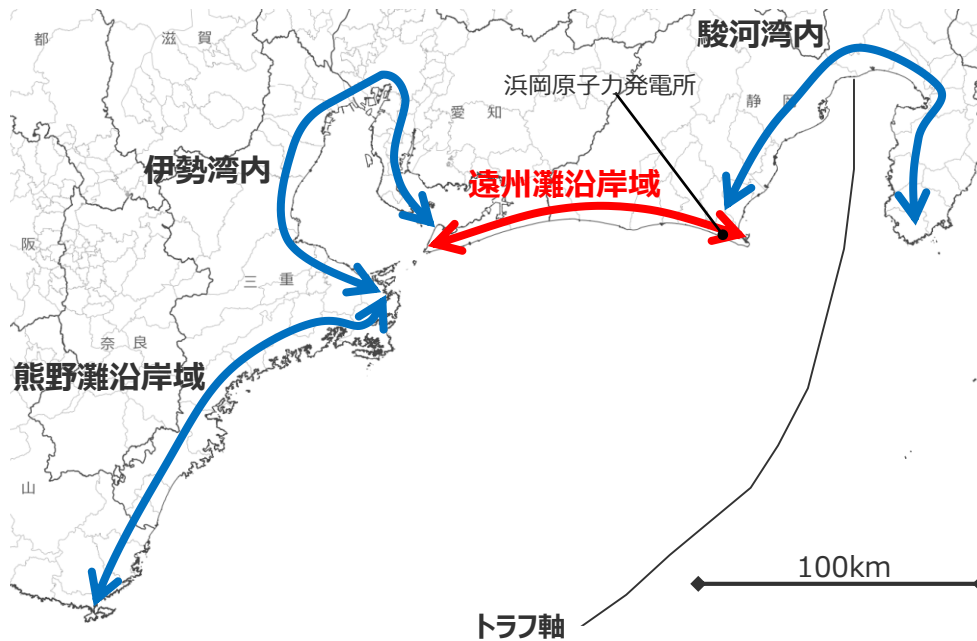 駿河湾内
都
滋 賀
浜岡原子力発電所
愛 知
静 岡
伊勢湾内
遠州灘沿岸域
阪
三 重
奈 良
熊野灘沿岸域
山
100km
トラフ軸